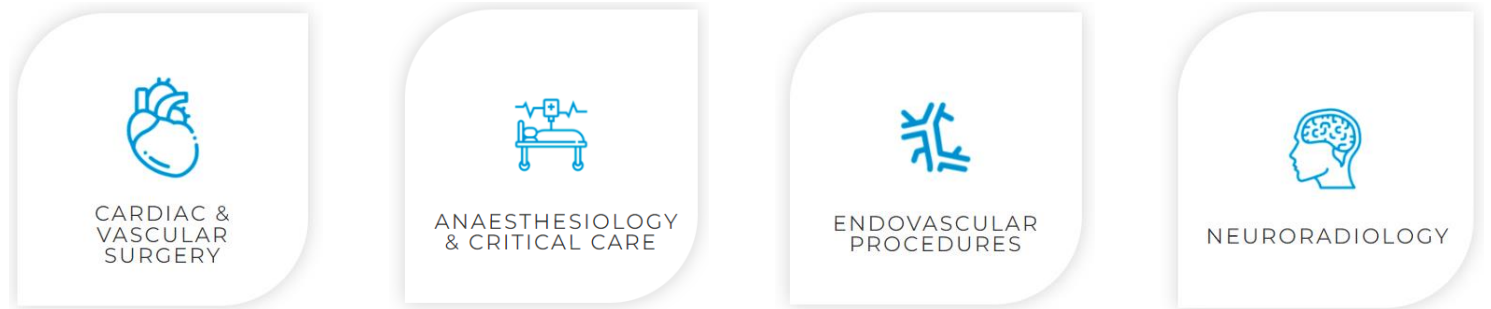 CARDIAC &
VASCULAR
SURGERY
ANAESTHESIOLOGY
& CRITICAL CARE
ENDOVASCULAR
PROCEDURES
NEURORADIOLOGY